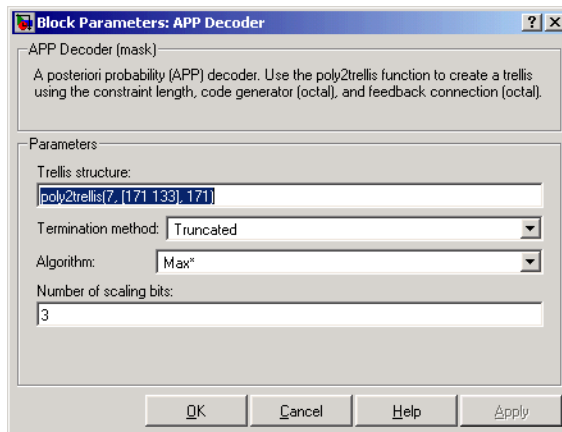 Block Parameters: APP Decoder
APP Decoder (mask)
A posteriori probability (APP) decoder. Use the poly2trellis function to create a trellis
using the constraint length, code generator (octal), and feedback connection (octal).
Parameters
Trellis structure:
poly2trellis(7, [171 133], 171)
Termination method: Truncated
Algorithm: Max*
Number of scaling bits:
3
OK Cancel Help Apply